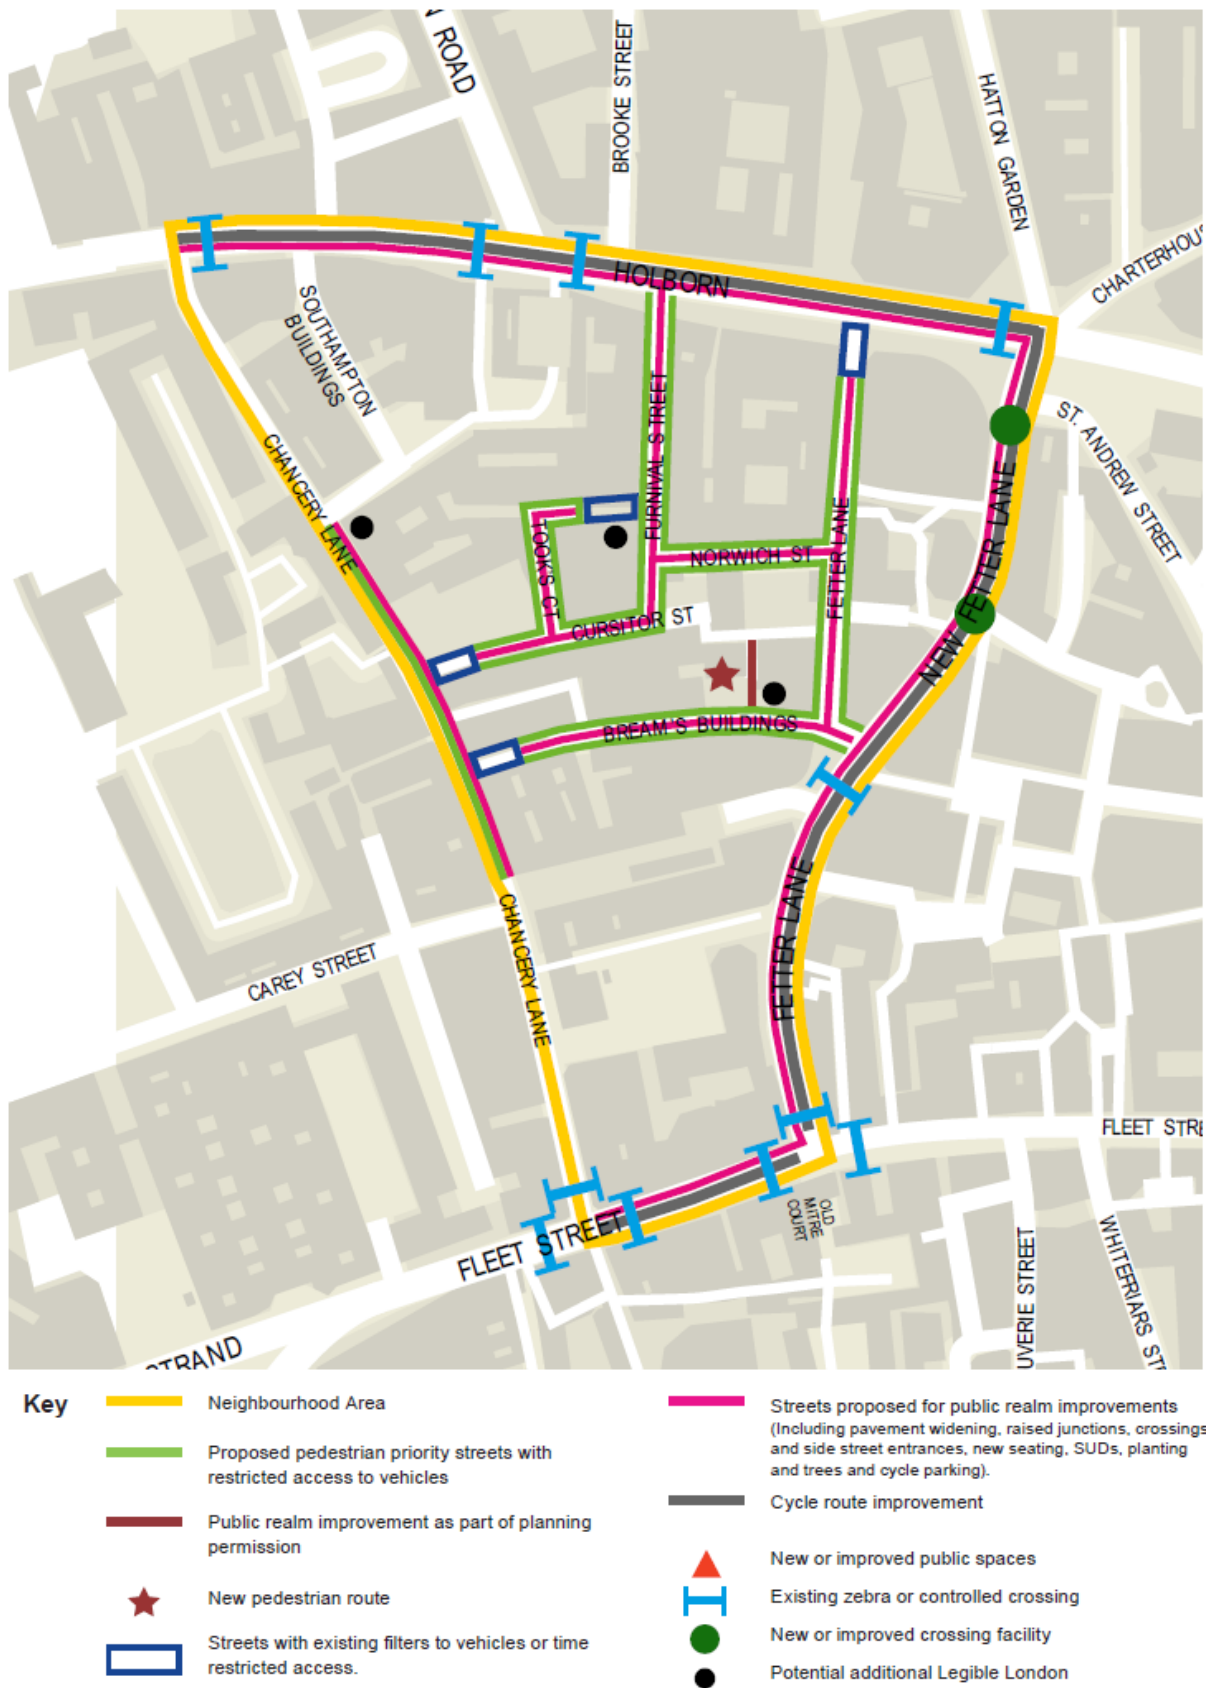 N ROAD
BROOKE STREET
HATTON GARDEN
CHARTERHOU
HOLBORN
SOUTHAMPTON
BUILDINGS
ST. ANDREW STREET
CHANCERY LANE
FURNIVAL STREET
FETTER LANE
NEW FETTER LANE
TOOK'S CT
NORWICH ST
CURSITOR ST
BREAM'S BUILDINGS
FETTER LANE
CHANCERY LANE
CAREY STREET
FLEET STRE
OLD
MITRE
COURT
FLEET STREET
UVERIE STREET
WHITEFRIARS ST
STRAND
Key
Neighbourhood Area
Proposed pedestrian priority streets with
restricted access to vehicles
Public realm improvement as part of planning
permission
New pedestrian route
Streets with existing filters to vehicles or time
restricted access.
Streets proposed for public realm improvements
(Including pavement widening, raised junctions, crossings
and side street entrances, new seating, SUDs, planting
and trees and cycle parking).
Cycle route improvement
New or improved public spaces
Existing zebra or controlled crossing
New or improved crossing facility
Potential additional Legible London